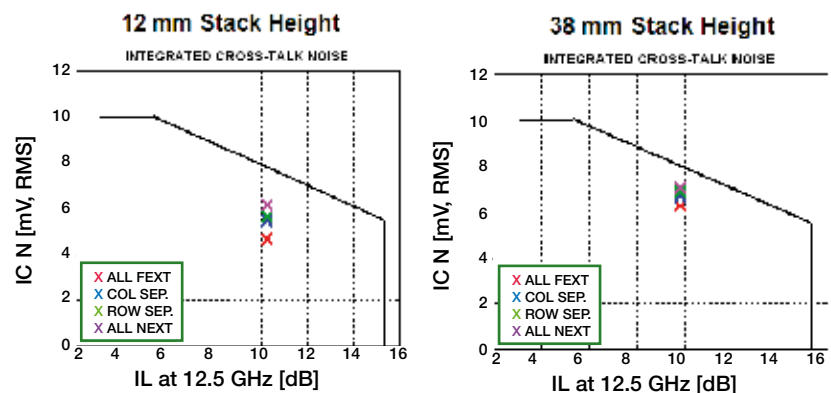 12 mm Stack Height
INTEGRATED CROSS-TALK NOISE
12
10
8
6
4
2
0
IC N [mV, RMS]
X ALL FEXT
X COL SEP.
X ROW SEP.
X ALL NEXT
2 4 6 8 10 12 14 16
IL at 12.5 GHz [dB]
38 mm Stack Height
INTEGRATED CROSS-TALK NOISE
12
10
8
6
4
2
0
IC N [mV, RMS]
X ALL FEXT
X COL SEP.
X ROW SEP.
X ALL NEXT
2 4 6 8 10 12 14 16
IL at 12.5 GHz [dB]